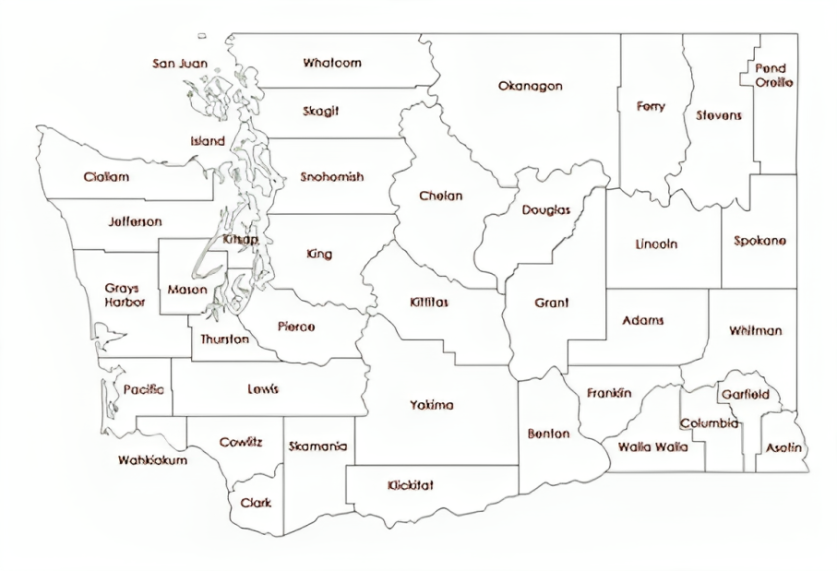 San Juan
Whatcom
Skagit
Okanagon
Ferry
Stevens
Pend
Oreille
Island
Snohomish
Clallam
Chelan
Douglas
Jefferson
Kitsap
King
Lincoln
Spokane
Grays
Harbor
Mason
Kittitas
Grant
Adams
Whitman
Thurston
Pierce
Pacific
Lewis
Yakima
Franklin
Garfield
Columbia
Cowlitz
Skamania
Benton
Walla Walla
Asotin
Wahkiakum
Klickitat
Clark